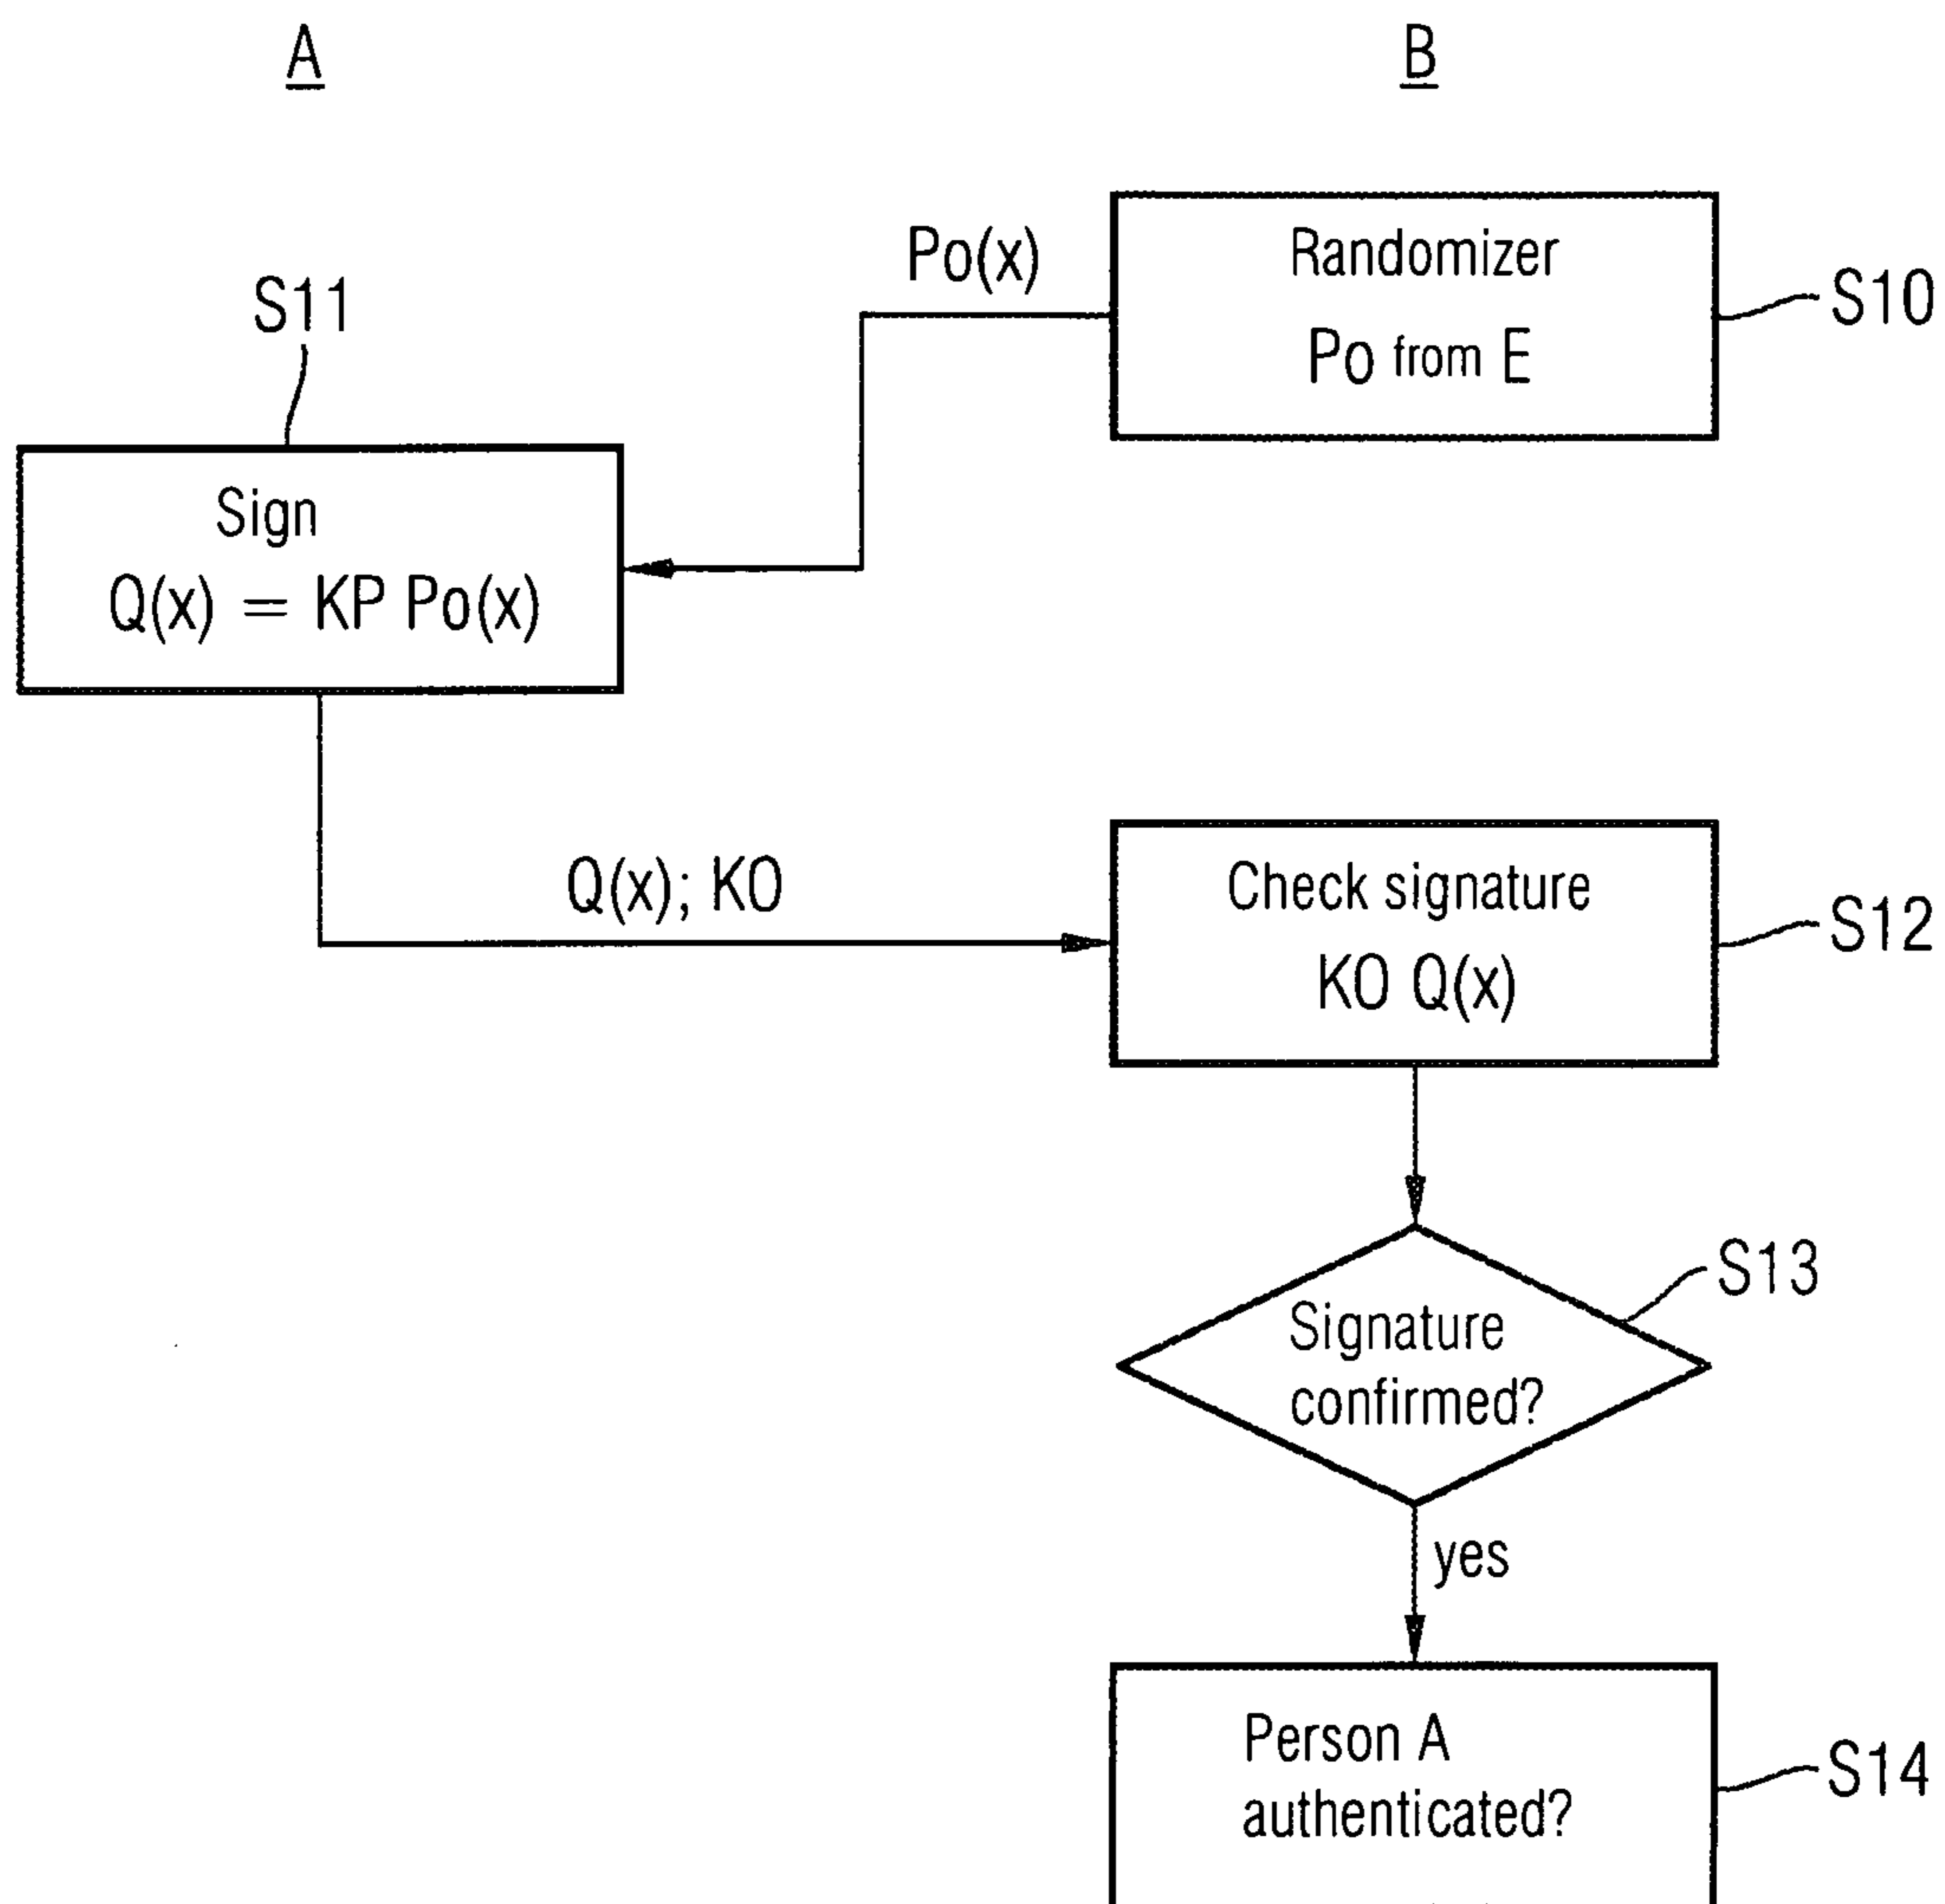 A
B
Po(x)
Randomizer
Po from E
S10
S11
Sign
Q(x) = KP Po(x)
Q(x); KO
Check signature
KO Q(x)
S12
S13
Signature
confirmed?
yes
Person A
authenticated?
S14